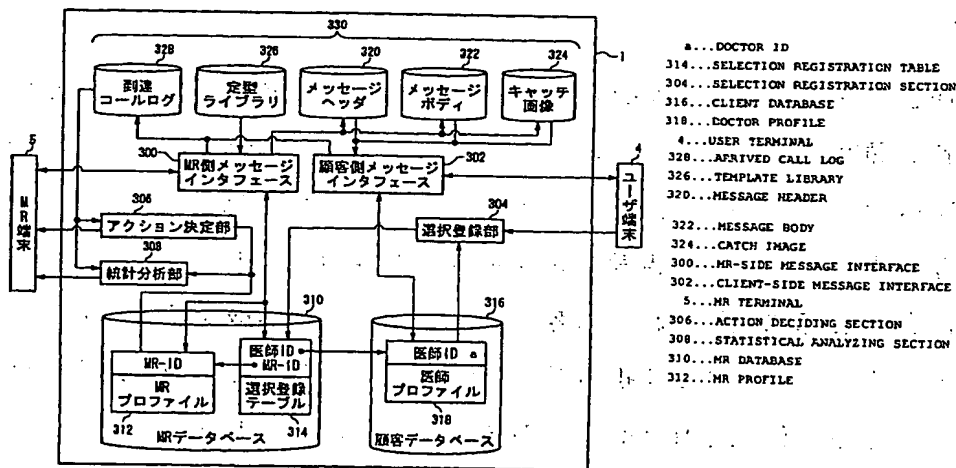 330
1
328
326
320
322
324
到達
コールログ
定型
ライブラリ
メッセージ
ヘッダ
メッセージ
ボディ
キャッチ
画像
5
300
MR側メッセージ
インタフェース
顧客側メッセージ
インタフェース
302
4
MR端末
ユーザ端末
306
アクション決定部
304
選択登録部
308
統計分析部
310
316
MR-ID
MR
プロファイル
312
医師ID
MR-ID
選択登録
テーブル
314
医師ID a
医師
プロファイル
318
MRデータベース
顧客データベース
a...DOCTOR ID
314...SELECTION REGISTRATION TABLE
304...SELECTION REGISTRATION SECTION
316...CLIENT DATABASE
318...DOCTOR PROFILE
4...USER TERMINAL
328...ARRIVED CALL LOG
326...TEMPLATE LIBRARY
320...MESSAGE HEADER
322...MESSAGE BODY
324...CATCH IMAGE
300...MR-SIDE MESSAGE INTERFACE
302...CLIENT-SIDE MESSAGE INTERFACE
5...MR TERMINAL
306...ACTION DECIDING SECTION
308...STATISTICAL ANALYZING SECTION
310...MR DATABASE
312...MR PROFILE